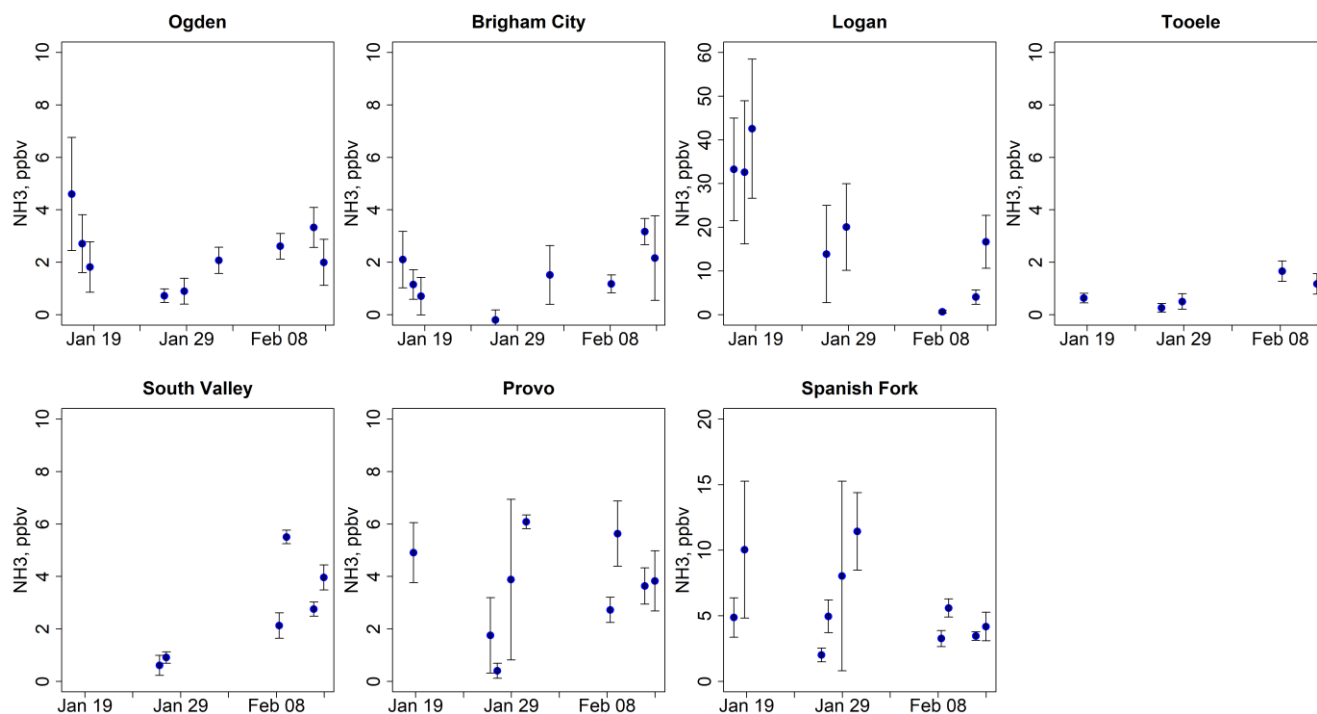 Ogden
NH3, ppbv
10
8
6
4
2
0
Jan 19 Jan 29 Feb 08
Brigham City
NH3, ppbv
10
8
6
4
2
0
Jan 19 Jan 29 Feb 08
Logan
NH3, ppbv
60
50
40
30
20
10
0
Jan 19 Jan 29 Feb 08
Tooele
NH3, ppbv
10
8
6
4
2
0
Jan 19 Jan 29 Feb 08
South Valley
NH3, ppbv
10
8
6
4
2
0
Jan 19 Jan 29 Feb 08
Provo
NH3, ppbv
10
8
6
4
2
0
Jan 19 Jan 29 Feb 08
Spanish Fork
NH3, ppbv
20
15
10
5
0
Jan 19 Jan 29 Feb 08